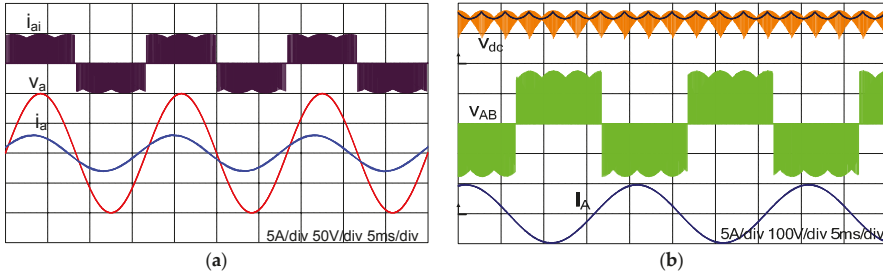 i_ai
v_a
i_a
5A/div 50V/div 5ms/div
(a)
v_dc
v_AB
I_A
5A/div 100V/div 5ms/div
(b)